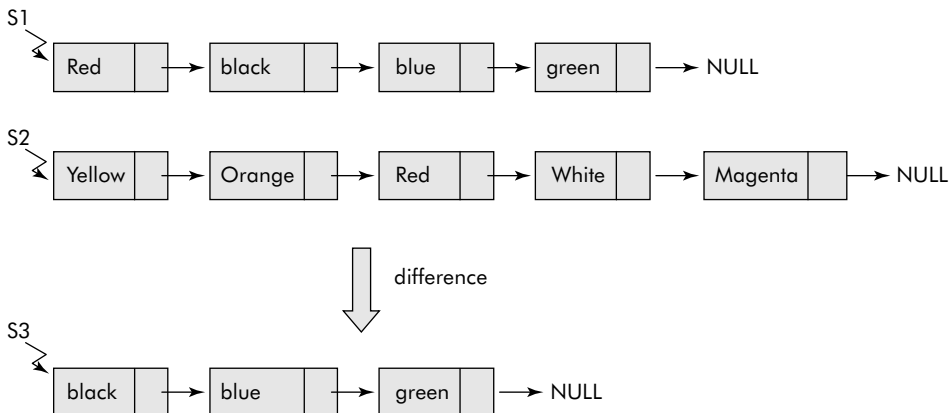 S1
Red black blue green NULL
S2
Yellow Orange Red White Magenta NULL
difference
S3
black blue green NULL